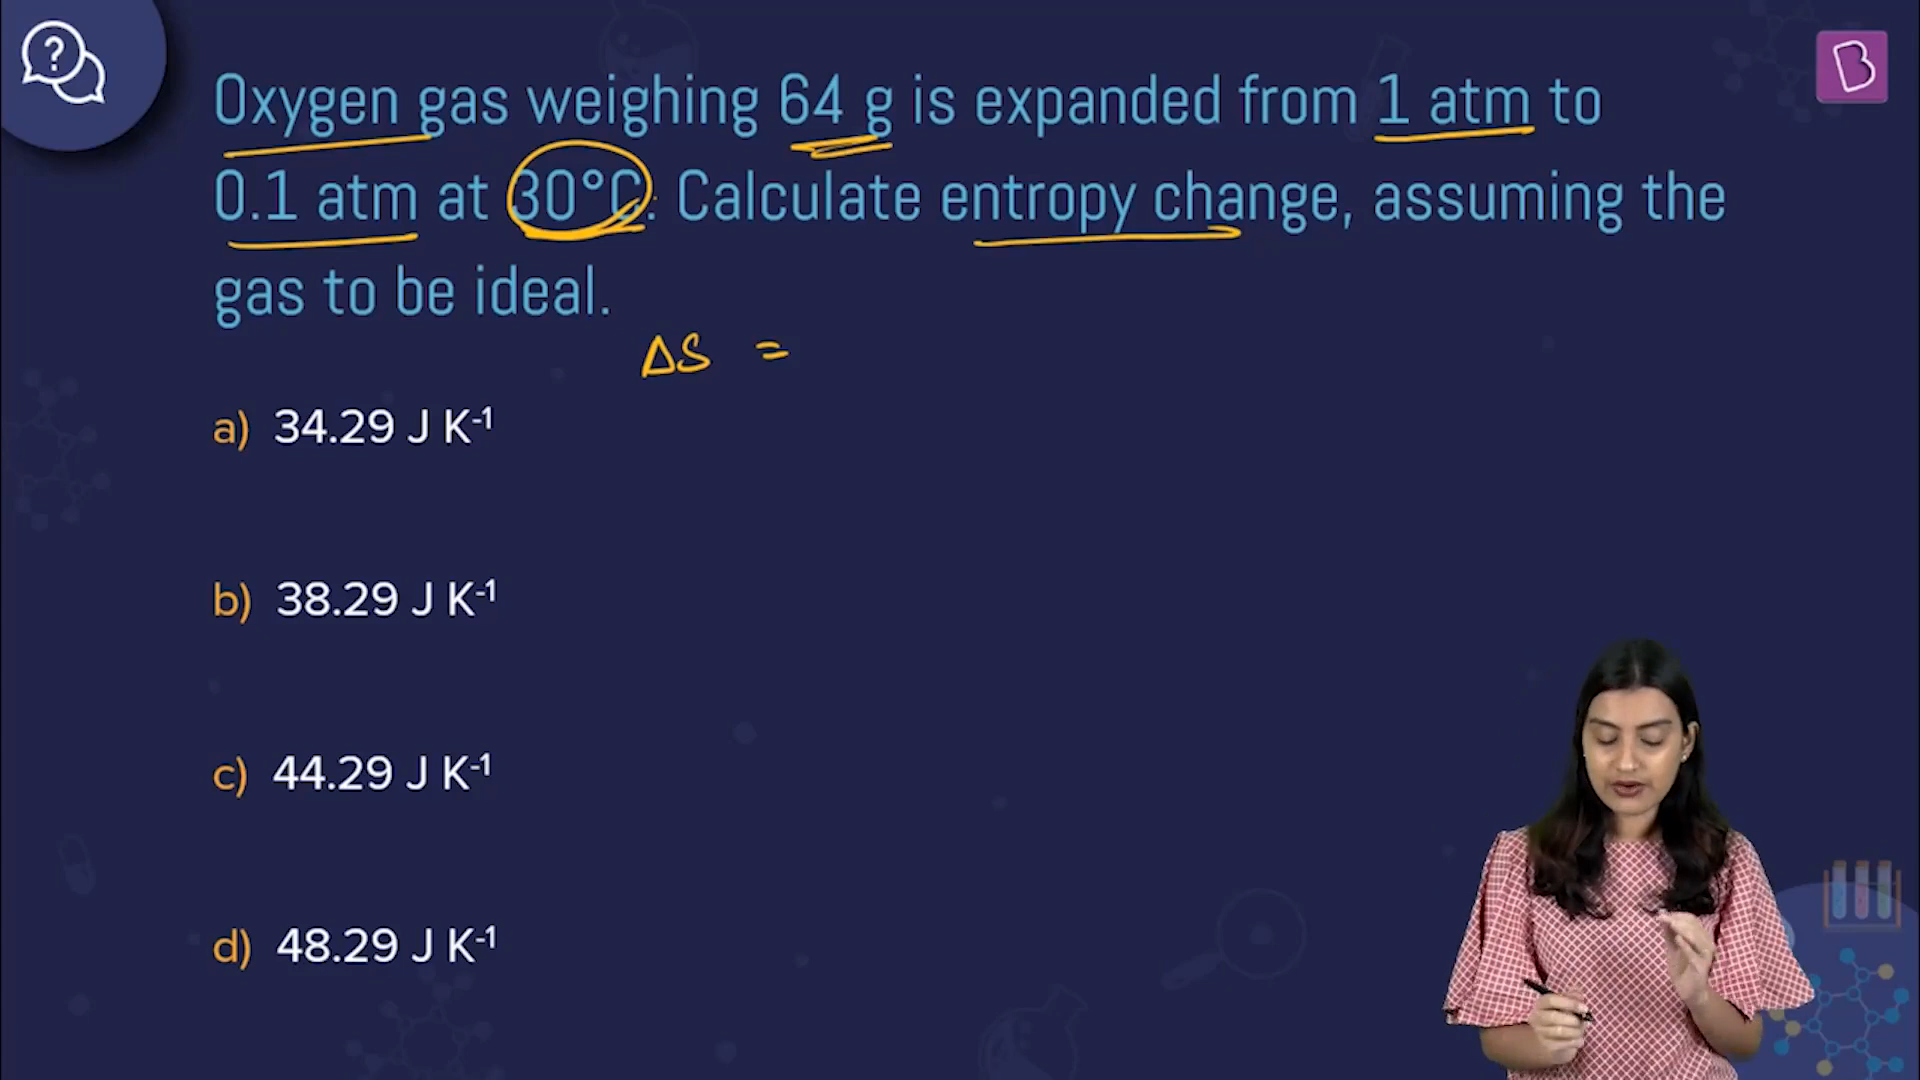 Oxygen gas weighing 64 g is expanded from 1 atm to
0.1 atm at 30°C. Calculate entropy change, assuming the
gas to be ideal.
ΔS =
a) 34.29 J K⁻¹
b) 38.29 J K⁻¹
c) 44.29 J K⁻¹
d) 48.29 J K⁻¹